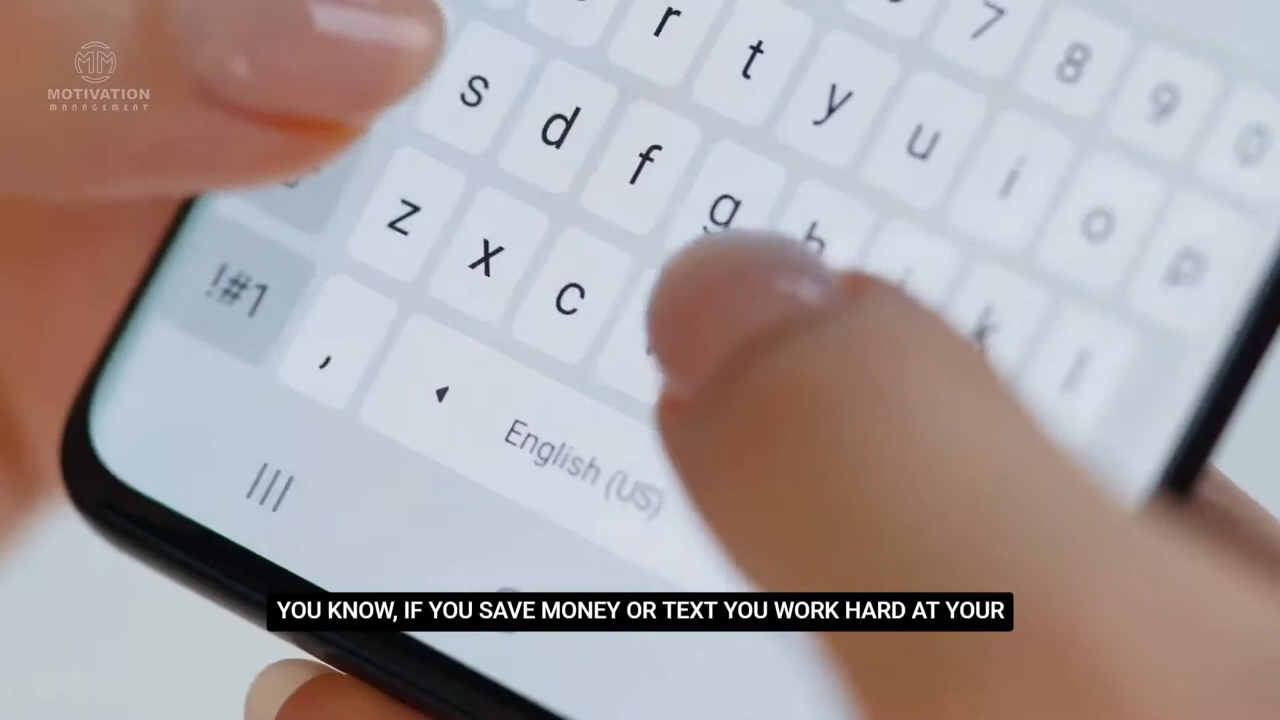 MOTIVATION
MANAGEMENT
7
8
9
0
r
t
y
u
i
o
p
s
d
f
g
h
k
l
z
x
c
!#1
,
English (US)
YOU KNOW, IF YOU SAVE MONEY OR TEXT YOU WORK HARD AT YOUR